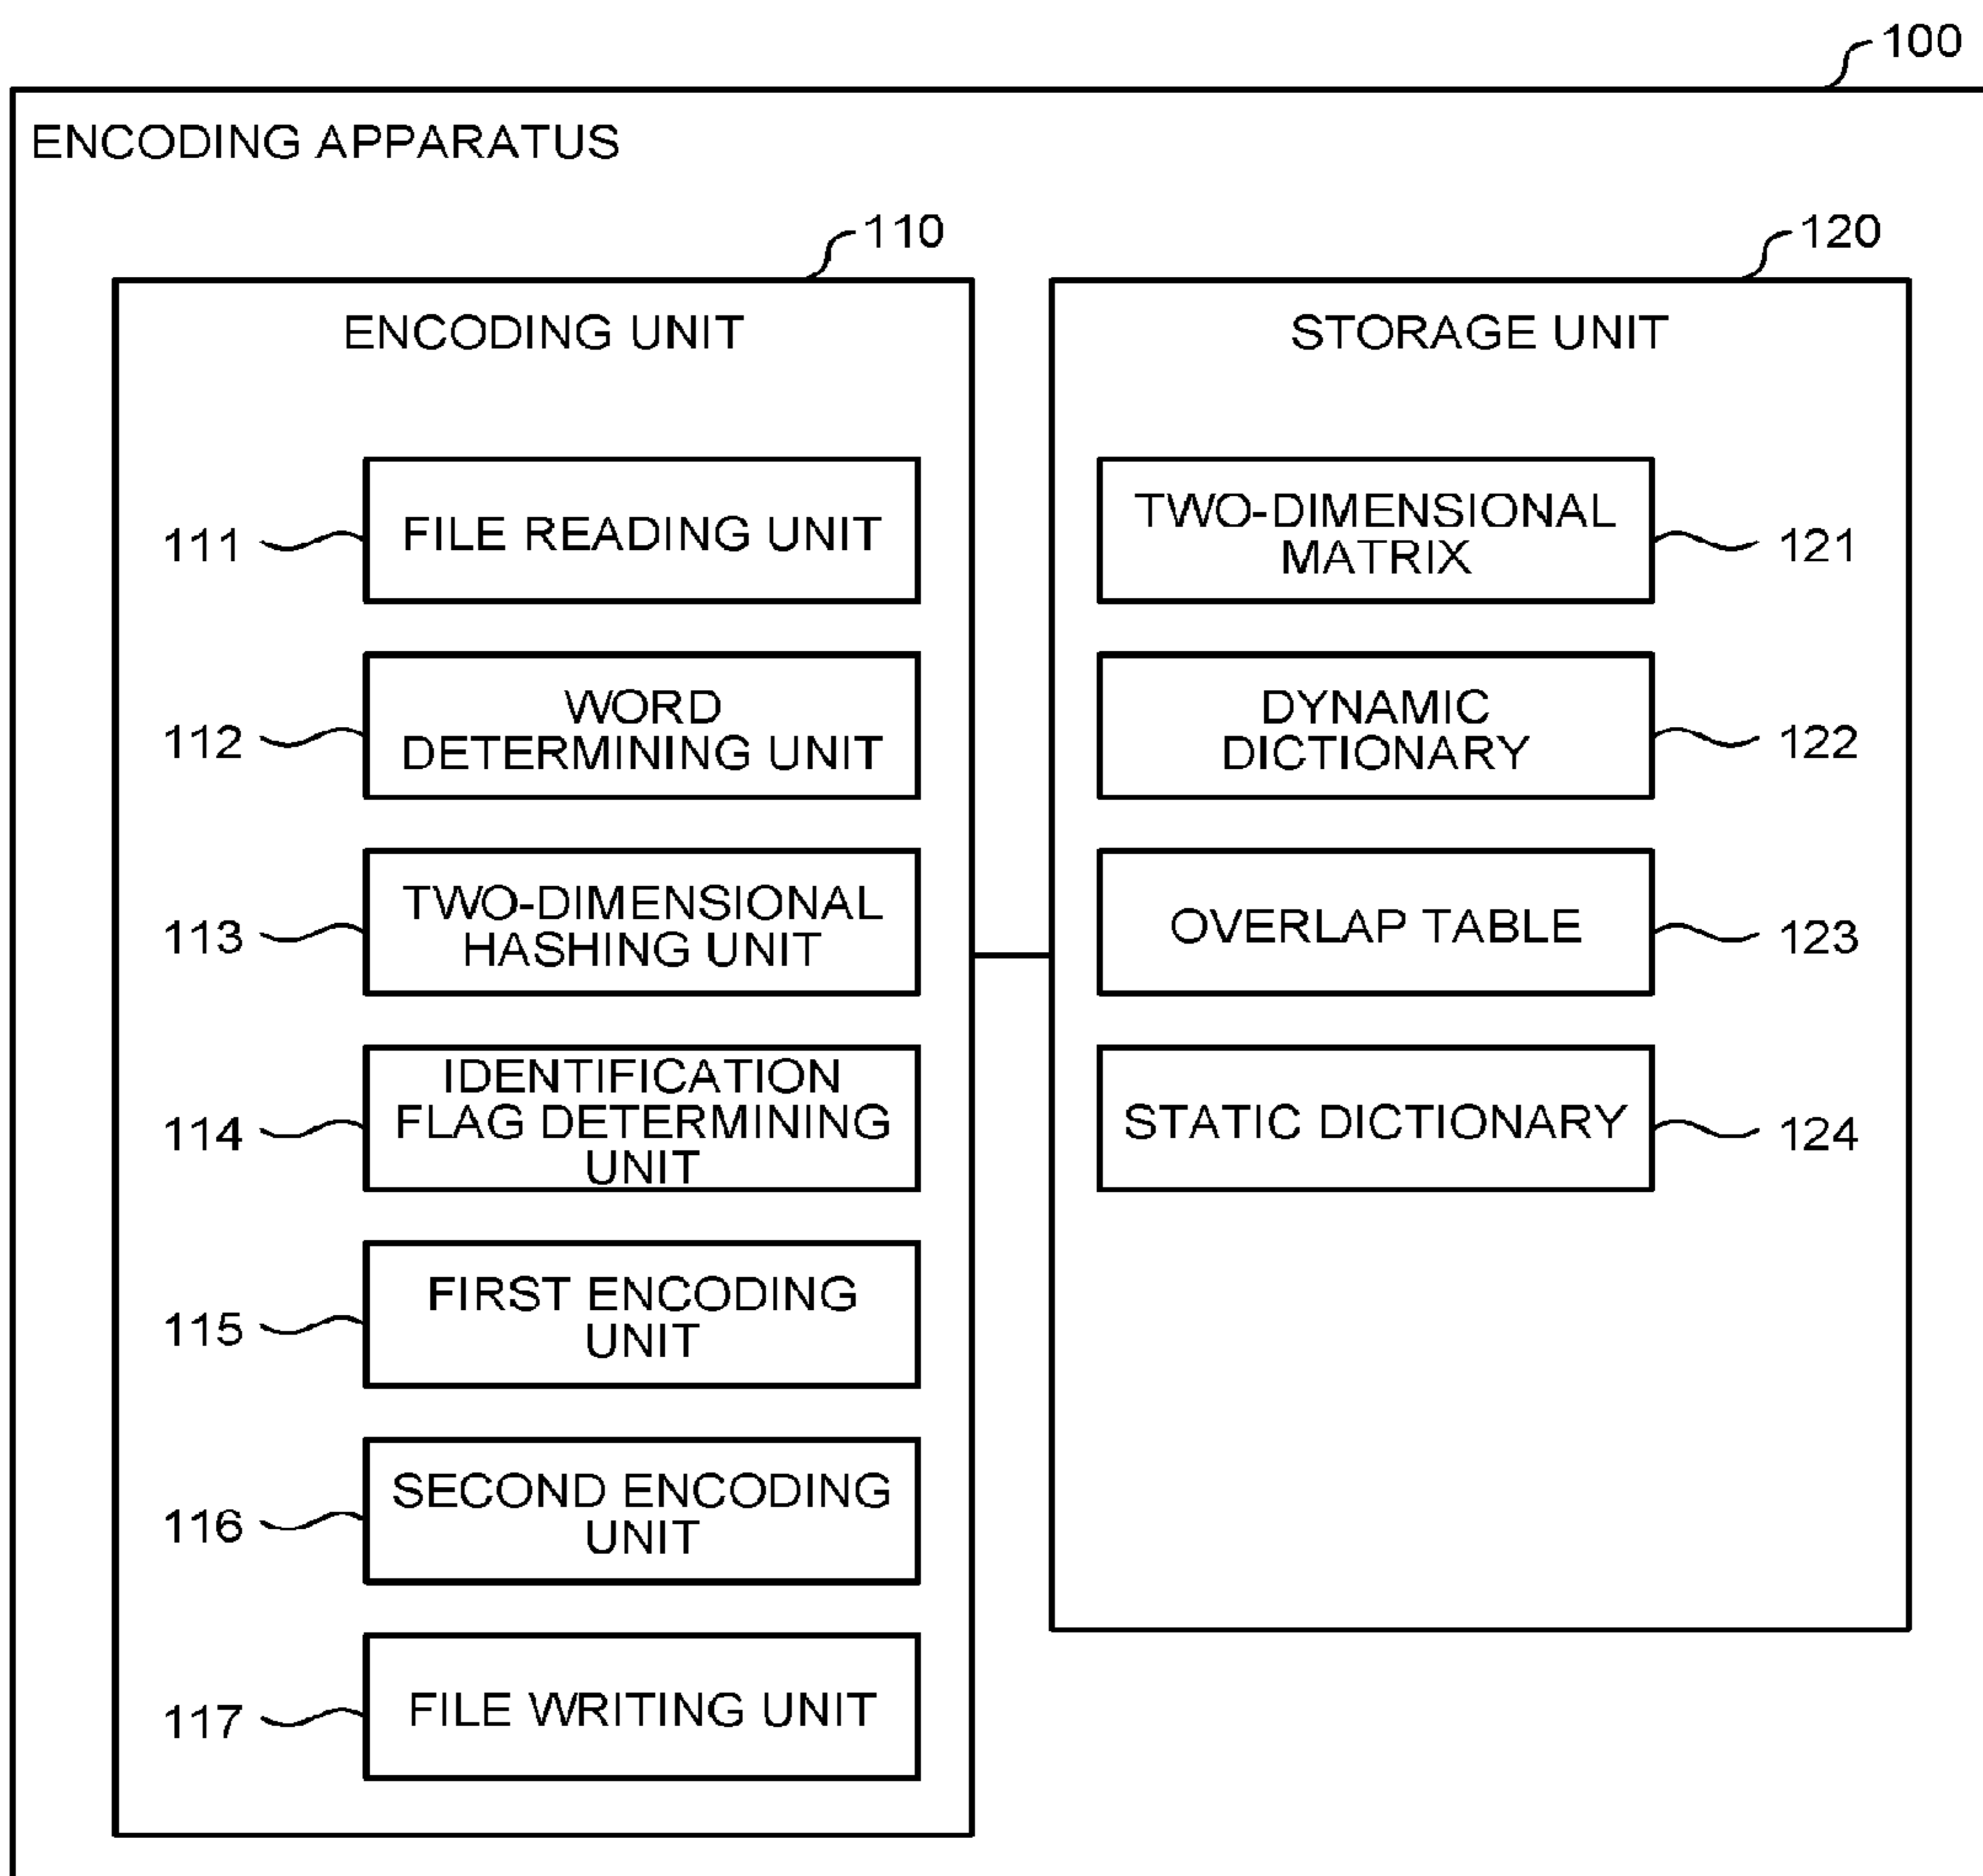 100
ENCODING APPARATUS
110
ENCODING UNIT
111
FILE READING UNIT
112
WORD
DETERMINING UNIT
113
TWO-DIMENSIONAL
HASHING UNIT
114
IDENTIFICATION
FLAG DETERMINING
UNIT
115
FIRST ENCODING
UNIT
116
SECOND ENCODING
UNIT
117
FILE WRITING UNIT
120
STORAGE UNIT
TWO-DIMENSIONAL
MATRIX
121
DYNAMIC
DICTIONARY
122
OVERLAP TABLE
123
STATIC DICTIONARY
124